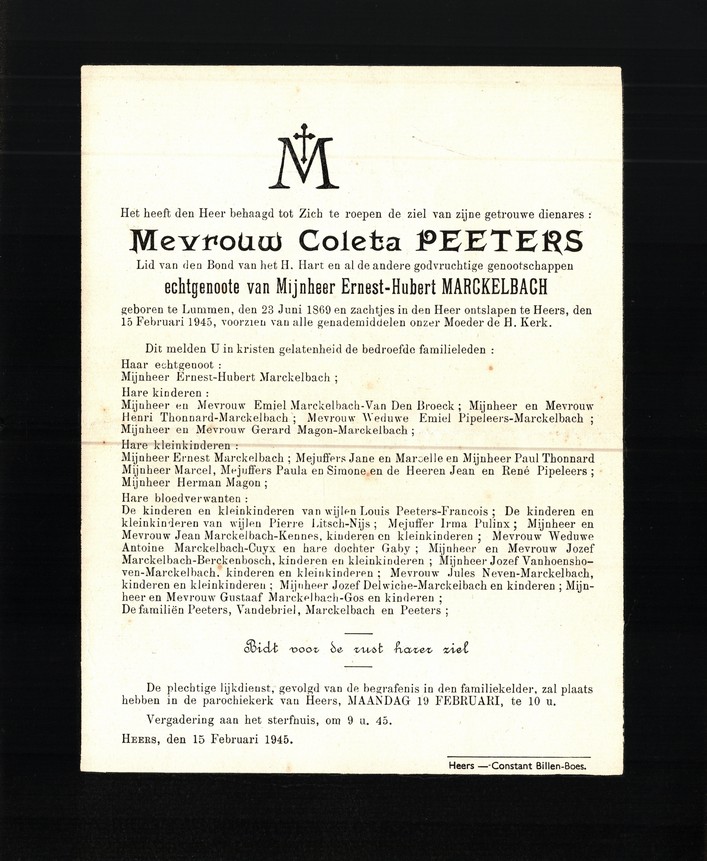 M
Het heeft den Heer behaagd tot Zich te roepen de ziel van zijne getrouwe dienares :
Mevrouw Coleta PEETERS
Lid van den Bond van het H. Hart en al de andere godvruchtige genootschappen
echtgenoote van Mijnheer Ernest-Hubert MARCKELBACH
geboren te Lummen, den 23 Juni 1869 en zachtjes in den Heer ontslapen te Heers, den
15 Februari 1945, voorzien van alle genademiddelen onzer Moeder de H. Kerk.
Dit melden U in kristen gelatenheid de bedroefde familieleden :
Haar echtgenoot :
Mijnheer Ernest-Hubert Marckelbach ;
Hare kinderen :
Mijnheer en Mevrouw Emiel Marckelbach-Van Den Broeck ; Mijnheer en Mevrouw
Henri Thonnard-Marckelbach ; Mevrouw Weduwe Emiel Pipeleers-Marckelbach ;
Mijnheer en Mevrouw Gerard Magon-Marckelbach ;
Hare kleinkinderen :
Mijnheer Ernest Marckelbach ; Mejuffers Jane en Marcelle en Mijnheer Paul Thonnard
Mijnheer Marcel, Mejuffers Paula en Simone en de Heeren Jean en René Pipeleers ;
Mijnheer Herman Magon ;
Hare bloedverwanten :
De kinderen en kleinkinderen van wijlen Louis Peeters-Francois ; De kinderen en
kleinkinderen van wijlen Pierre Litsch-Nijs ; Mejuffer Irma Pulinx ; Mijnheer en
Mevrouw Jean Marckelbach-Kennes, kinderen en kleinkinderen ; Mevrouw Weduwe
Antoine Marckelbach-Cuyx en hare dochter Gaby ; Mijnheer en Mevrouw Jozef
Marckelbach-Berckenbosch, kinderen en kleinkinderen ; Mijnheer Jozef Vanhoensho-
ven-Marckelbach, kinderen en kleinkinderen ; Mevrouw Jules Neven-Marckelbach,
kinderen en kleinkinderen ; Mijnheer Jozef Delwiche-Marckelbach en kinderen ; Mijn-
heer en Mevrouw Gustaaf Marckelbach-Gos en kinderen ;
De familiën Peeters, Vandebriel, Marckelbach en Peeters ;
Bidt voor de rust harer ziel
De plechtige lijkdienst, gevolgd van de begrafenis in den familiekelder, zal plaats
hebben in de parochiekerk van Heers, MAANDAG 19 FEBRUARI, te 10 u.
Vergadering aan het sterfhuis, om 9 u. 45.
HEERS, den 15 Februari 1945.
Heers — Constant Billen-Boes.